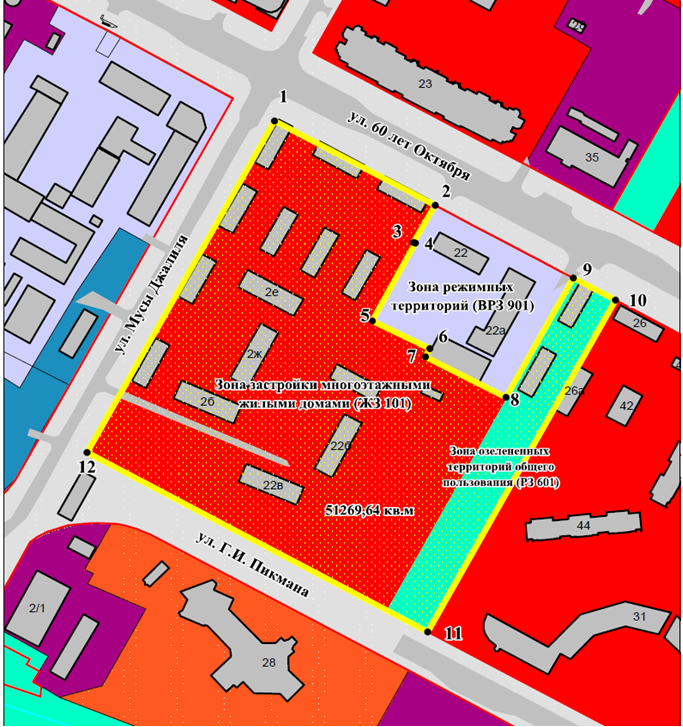 23
1
ул. 60 лет Октября
35
2
3
4
22
9
ул. Мусы Джалиля
Зона режимных
территорий (ВРЗ 901)
2е
10
5
26
22а
6
7
2ж
Зона застройки многоэтажными
жилыми домами (ЖЗ 101)
26а
8
2б
42
22б
Зона озелененных
территорий общего
пользования (РЗ 601)
12
22в
51269,64 кв.м
44
ул. Г.И. Пикмана
2/1
31
11
28